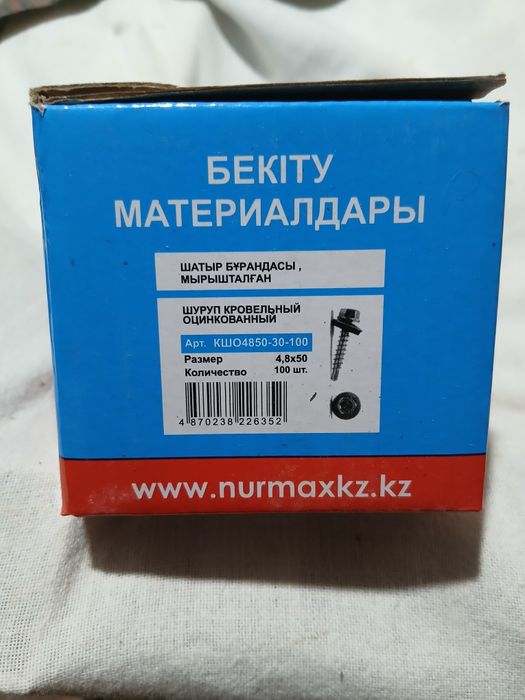 БЕКІТУ
МАТЕРИАЛДАРЫ
ШАТЫР БҰРАНДАСЫ ,
МЫРЫШТАЛҒАН
ШУРУП КРОВЕЛЬНЫЙ
ОЦИНКОВАННЫЙ
Арт. КШО4850-30-100
Размер 4,8х50
Количество 100 шт.
4 870238 226352
www.nurmaxkz.kz